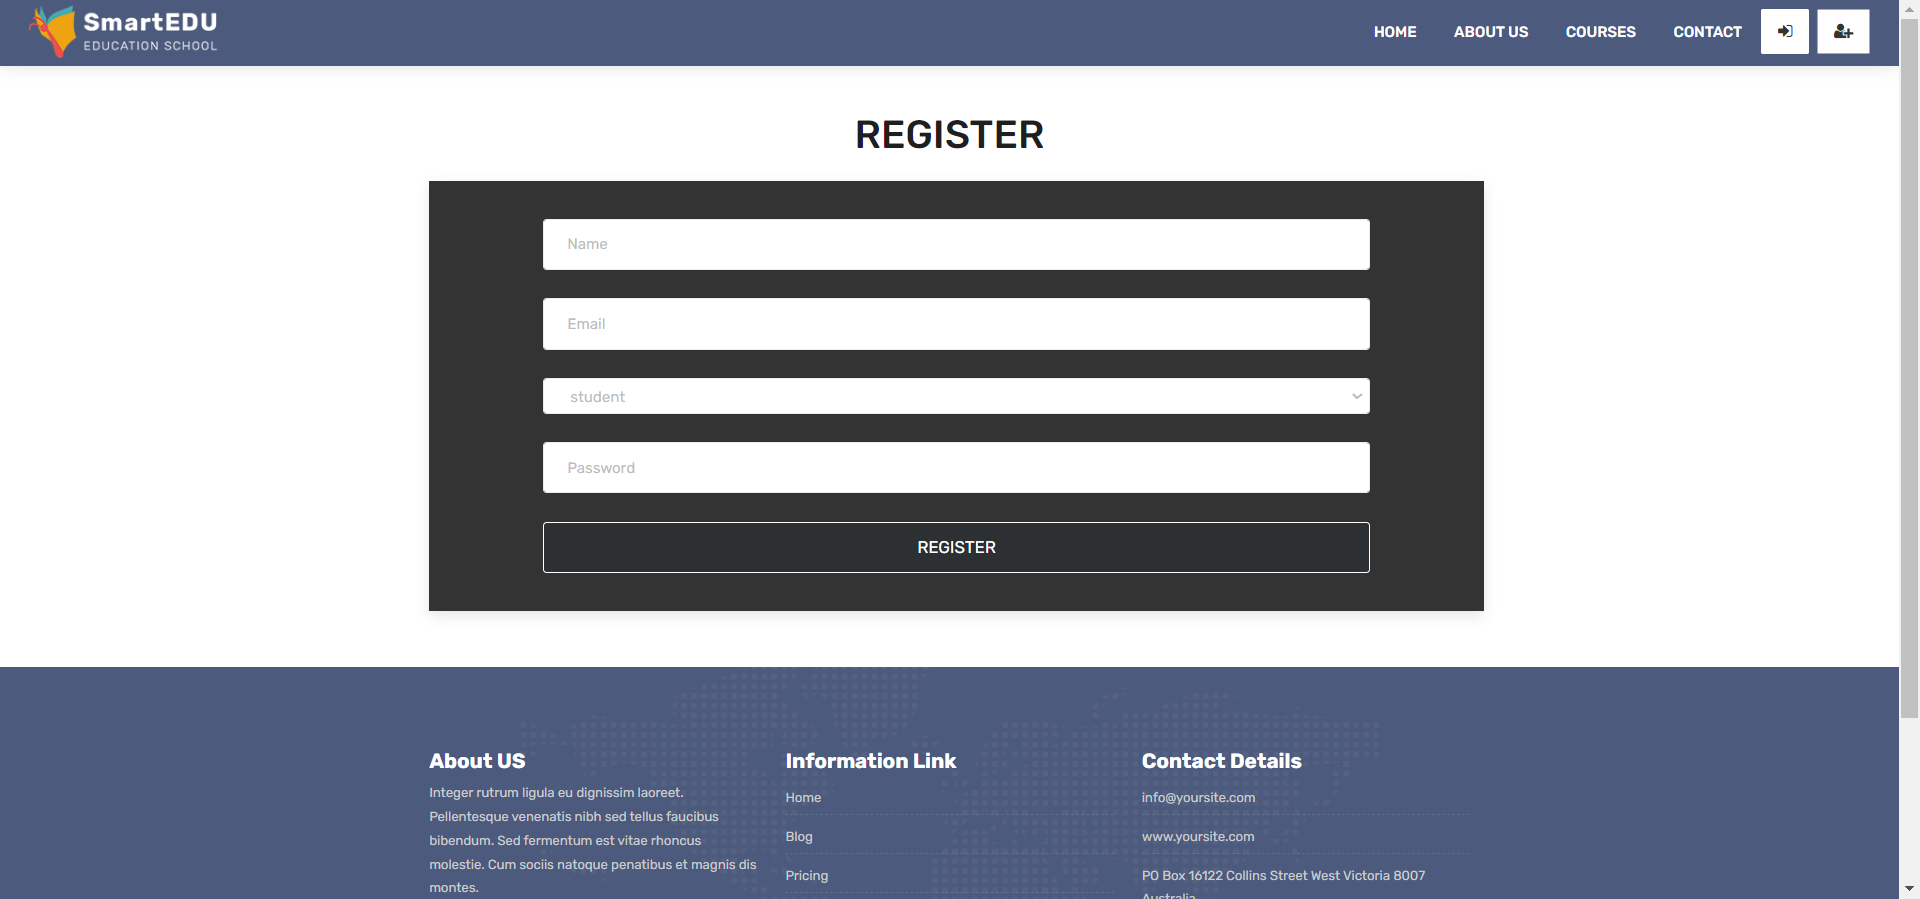 SmartEDU
EDUCATION SCHOOL
HOME ABOUT US COURSES CONTACT
REGISTER
Name
Email
student
Password
REGISTER
About US
Integer rutrum ligula eu dignissim laoreet.
Pellentesque venenatis nibh sed tellus faucibus
bibendum. Sed fermentum est vitae rhoncus
molestie. Cum sociis natoque penatibus et magnis dis
montes.
Information Link
Home
Blog
Pricing
Contact Details
info@yoursite.com
www.yoursite.com
PO Box 16122 Collins Street West Victoria 8007
Australia